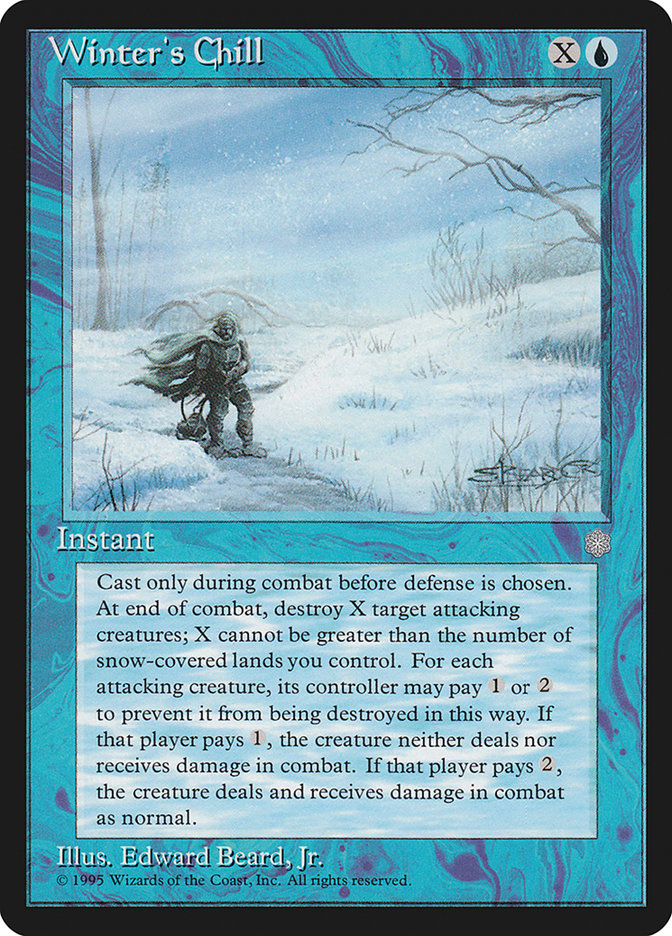 Winter's Chill X
Instant
Cast only during combat before defense is chosen.
At end of combat, destroy X target attacking
creatures; X cannot be greater than the number of
snow-covered lands you control. For each
attacking creature, its controller may pay 1 or 2
to prevent it from being destroyed in this way. If
that player pays 1, the creature neither deals nor
receives damage in combat. If that player pays 2,
the creature deals and receives damage in combat
as normal.
Illus. Edward Beard, Jr.
© 1995 Wizards of the Coast, Inc. All rights reserved.